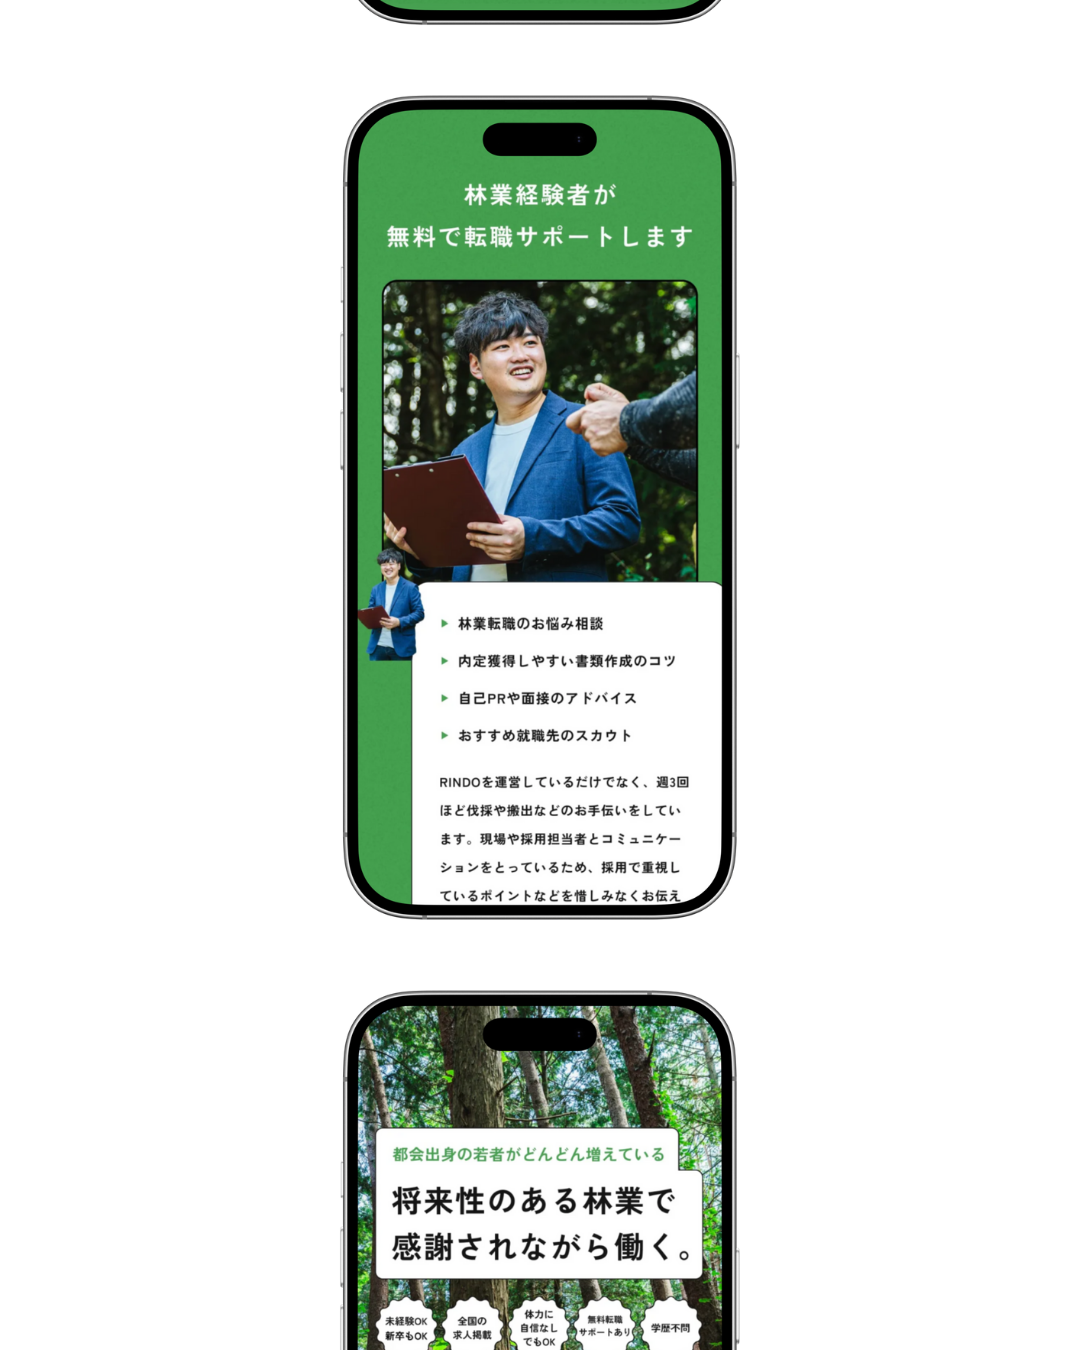 林業経験者が
無料で転職サポートします
林業転職のお悩み相談
内定獲得しやすい書類作成のコツ
自己PRや面接のアドバイス
おすすめ就職先のスカウト
RINDOを運営しているだけでなく、週3回
ほど伐採や搬出などのお手伝いをしてい
ます。現場や採用担当者とコミュニケー
ションをとっているため、採用で重視し
ているポイントなどを惜しみなくお伝え
都会出身の若者がどんどん増えている
将来性のある林業で
感謝されながら働く。
未経験OK
新卒もOK
全国の
求人掲載
体力に
自信なし
でもOK
無料転職
サポートあり
学歴不問